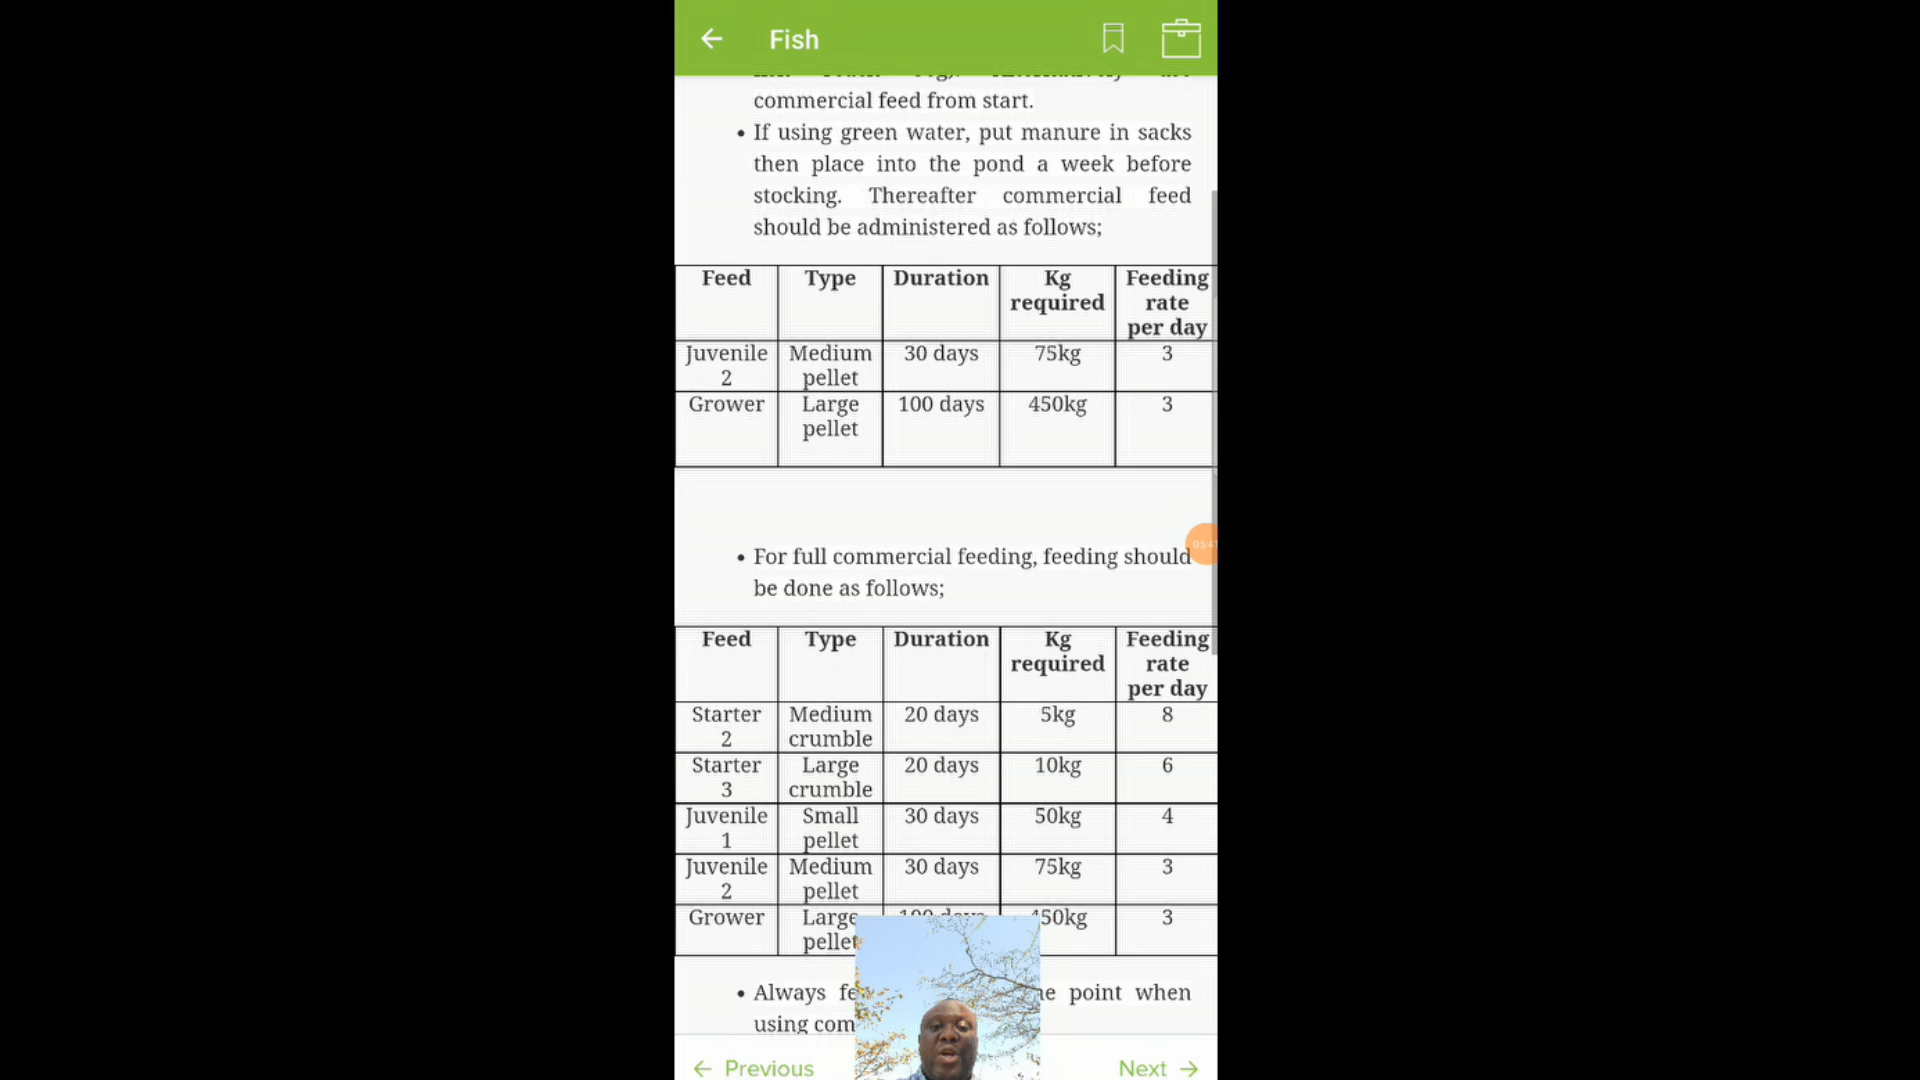 Fish
commercial feed from start.
• If using green water, put manure in sacks
then place into the pond a week before
stocking. Thereafter commercial feed
should be administered as follows;
Feed Type Duration Kg required Feeding rate per day
Juvenile 2 Medium pellet 30 days 75kg 3
Grower Large pellet 100 days 450kg 3
• For full commercial feeding, feeding should
be done as follows;
Feed Type Duration Kg required Feeding rate per day
Starter 2 Medium crumble 20 days 5kg 8
Starter 3 Large crumble 20 days 10kg 6
Juvenile 1 Small pellet 30 days 50kg 4
Juvenile 2 Medium pellet 30 days 75kg 3
Grower Large pellet 100 days 450kg 3
• Always point when
using
← Previous Next →